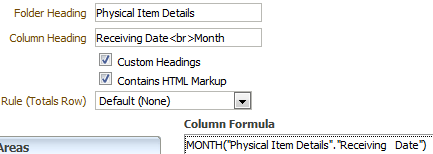 Folder Heading Physical Item Details
Column Heading Receiving Date<br>Month
Custom Headings
Contains HTML Markup
Rule (Totals Row) Default (None)
Column Formula
Areas
MONTH("Physical Item Details"."Receiving   Date")